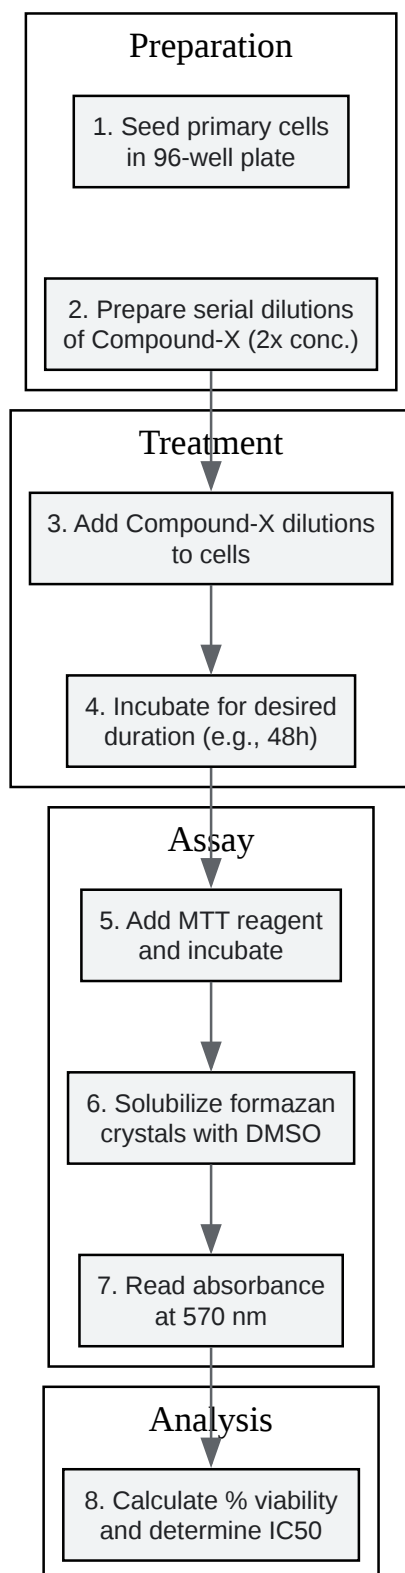 Preparation
1. Seed primary cells
in 96-well plate
2. Prepare serial dilutions
of Compound-X (2x conc.)
Treatment
3. Add Compound-X dilutions
to cells
4. Incubate for desired
duration (e.g., 48h)
Assay
5. Add MTT reagent
and incubate
6. Solubilize formazan
crystals with DMSO
7. Read absorbance
at 570 nm
Analysis
8. Calculate % viability
and determine IC50